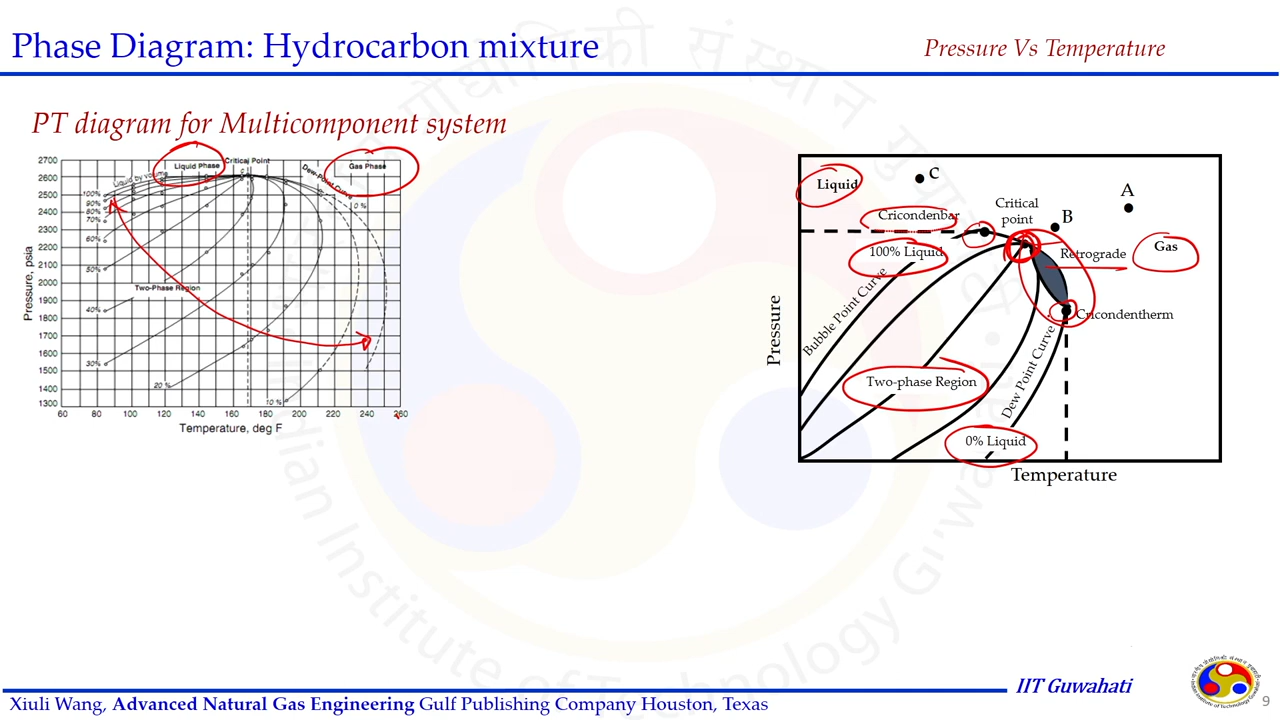 Phase Diagram: Hydrocarbon mixture
Pressure Vs Temperature
PT diagram for Multicomponent system
Liquid Phase
Critical Point
Gas Phase
Dew-Point Curve
Liquid by volume
C
0 %
100%
90%
80%
70%
60%
50%
40%
30%
20 %
10 %
Two-Phase Region
2700
2600
2500
2400
2300
2200
2100
2000
1900
1800
1700
1600
1500
1400
1300
Pressure, psia
60 80 100 120 140 160 180 200 220 240 260
Temperature, deg F
Liquid
C
A
Cricondenbar
Critical
point
B
100% Liquid
Retrograde
Gas
Bubble Point Curve
Cricondentherm
Two-phase Region
Dew Point Curve
0% Liquid
Pressure
Temperature
Indian Institute of Technology Guwahati
IIT Guwahati
Xiuli Wang, Advanced Natural Gas Engineering Gulf Publishing Company Houston, Texas
9